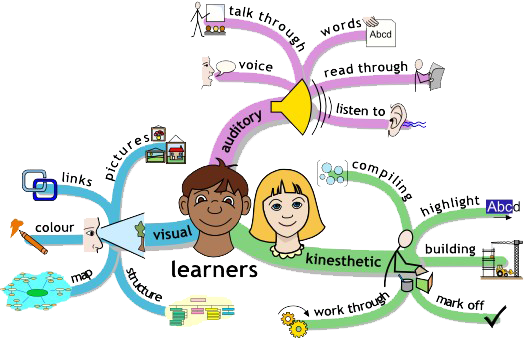 talk through
words
Abcd
voice
read through
listen to
auditory
pictures
links
colour
map
structure
visual
learners
kinesthetic
compiling
highlight
Abcd
building
work through
mark off